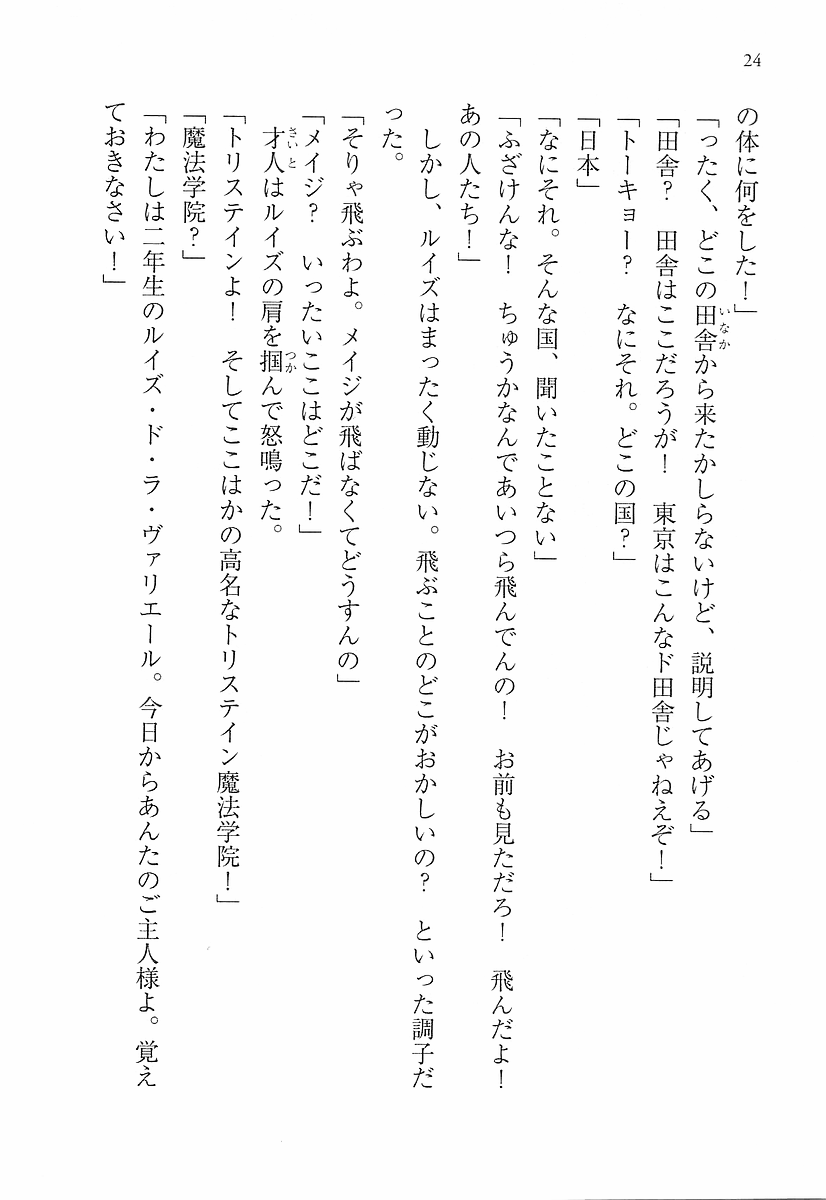 24
の体に何をした！」
「ったく、どこの田舎から来たかしらないけど、説明してあげる」
「田舎？　田舎はここだろうが！　東京はこんなド田舎じゃねえぞ！」
「トーキョー？　なにそれ。どこの国？」
「日本」
「なにそれ。そんな国、聞いたことない」
「ふざけんな！　ちゅうかなんであいつら飛んでんの！　お前も見ただろ！　飛んだよ！
あの人たち！」
　しかし、ルイズはまったく動じない。飛ぶことのどこがおかしいの？　といった調子だ
った。
「そりゃ飛ぶわよ。メイジが飛ばなくてどうすんの」
「メイジ？　いったいここはどこだ！」
　才人はルイズの肩を掴んで怒鳴った。
「トリステインよ！　そしてここはかの高名なトリステイン魔法学院！」
「魔法学院？」
「わたしは二年生のルイズ・ド・ラ・ヴァリエール。今日からあんたのご主人様よ。覚え
ておきなさい！」
いなか
さいと
つか